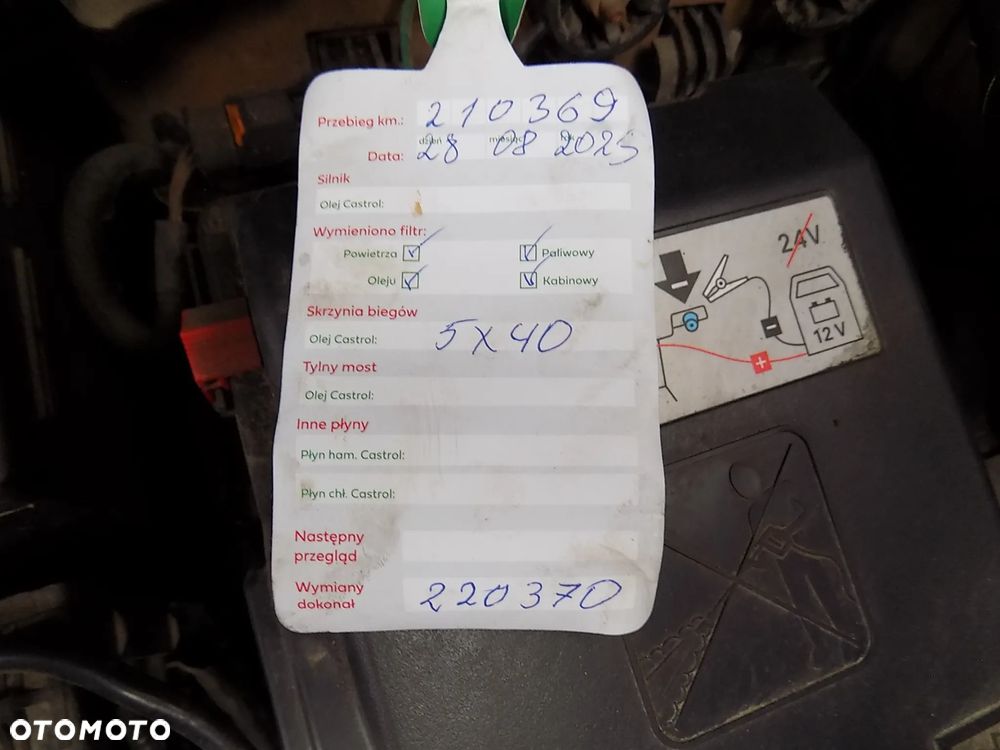 Przebieg km.: 210369
dzień miesiąc rok
Data: 28 08 2025
Silnik
Olej Castrol:
Wymieniono filtr:
Powietrza Paliwowy
Oleju Kabinowy
Skrzynia biegów
Olej Castrol: 5x40
Tylny most
Olej Castrol:
Inne płyny
Płyn ham. Castrol:
Płyn chł. Castrol:
Następny
przegląd
Wymiany
dokonał 220370
24V
12V
OTOMOTO